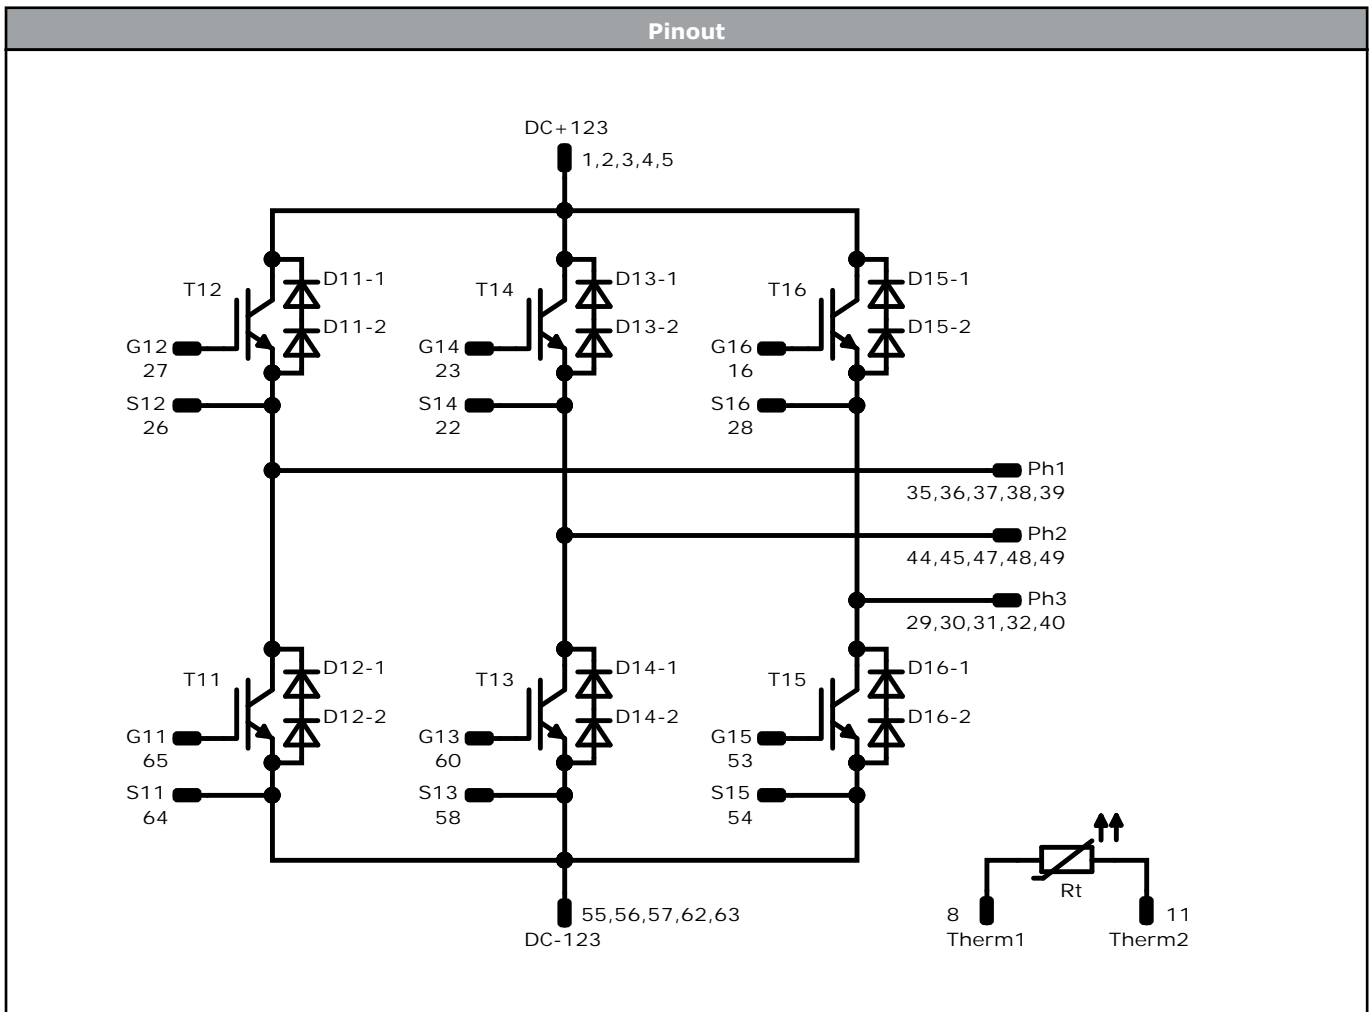 Pinout
DC+123
1,2,3,4,5
T12
D11-1
D11-2
G12
27
S12
26
T14
D13-1
D13-2
G14
23
S14
22
T16
D15-1
D15-2
G16
16
S16
28
Ph1
35,36,37,38,39
Ph2
44,45,47,48,49
Ph3
29,30,31,32,40
T11
D12-1
D12-2
G11
65
S11
64
T13
D14-1
D14-2
G13
60
S13
58
T15
D16-1
D16-2
G15
53
S15
54
55,56,57,62,63
DC-123
Rt
8
Therm1
11
Therm2